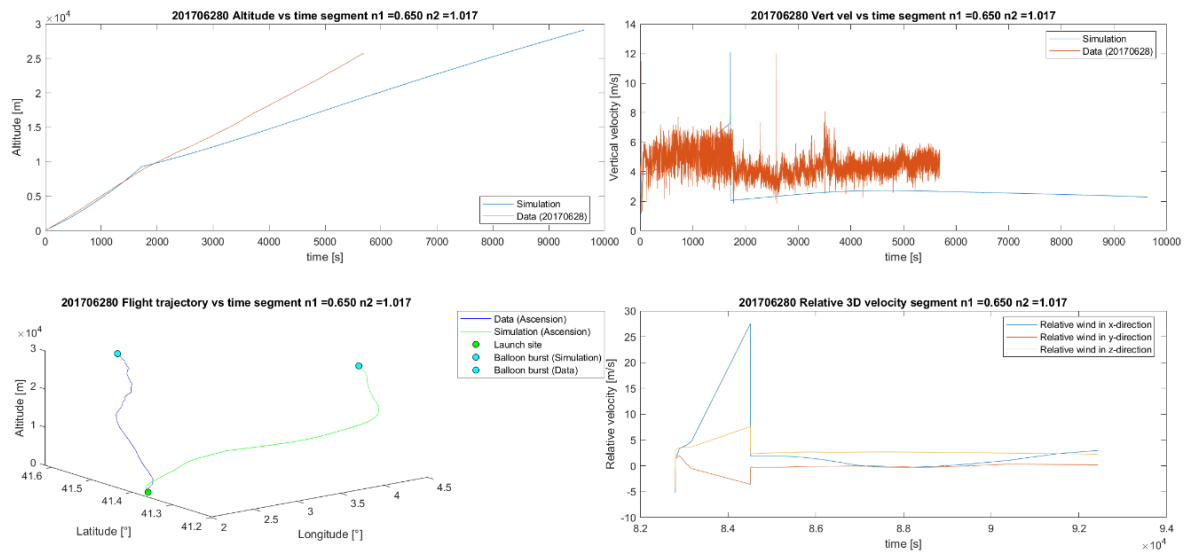 201706280 Altitude vs time segment n1 =0.650 n2 =1.017
×10⁴
3
2.5
2
1.5
1
0.5
0
Altitude [m]
0 1000 2000 3000 4000 5000 6000 7000 8000 9000 10000
time [s]
Simulation
Data (20170628)
201706280 Vert vel vs time segment n1 =0.650 n2 =1.017
14
12
10
8
6
4
2
0
Vertical velocity [m/s]
0 1000 2000 3000 4000 5000 6000 7000 8000 9000 10000
time [s]
Simulation
Data (20170628)
201706280 Flight trajectory vs time segment n1 =0.650 n2 =1.017
×10⁴
3
2
1
0
Altitude [m]
41.6
41.5
41.4
41.3
41.2
Latitude [°]
2
2.5
3
3.5
4
4.5
Longitude [°]
Data (Ascension)
Simulation (Ascension)
Launch site
Balloon burst (Simulation)
Balloon burst (Data)
201706280 Relative 3D velocity segment n1 =0.650 n2 =1.017
30
25
20
15
10
5
0
-5
-10
Relative velocity [m/s]
8.2 8.4 8.6 8.8 9 9.2 9.4
time [s]
×10⁴
Relative wind in x-direction
Relative wind in y-direction
Relative wind in z-direction